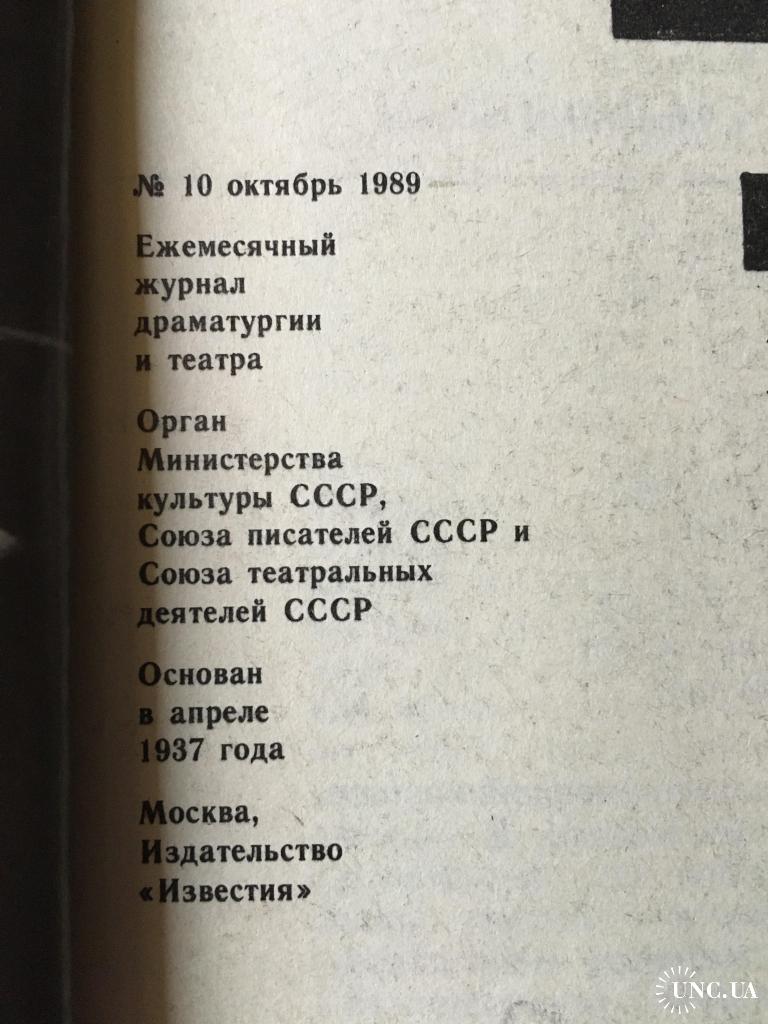 № 10 октябрь 1989
Ежемесячный
журнал
драматургии
и театра
Орган
Министерства
культуры СССР,
Союза писателей СССР и
Союза театральных
деятелей СССР
Основан
в апреле
1937 года
Москва,
Издательство
«Известия»
UNC.UA